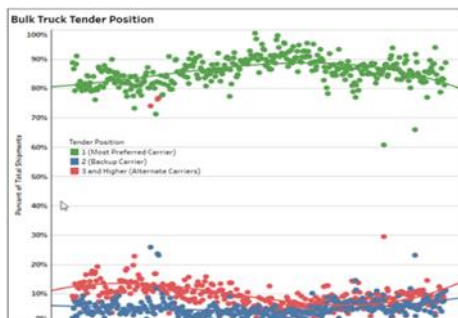 Bulk Truck Tender Position
100%
90%
80%
70%
60%
50%
40%
30%
20%
10%
0%
Percent of Total Shipments
Tender Position
1 (Most Preferred Carrier)
2 (Backup Carrier)
3 and Higher (Alternate Carriers)